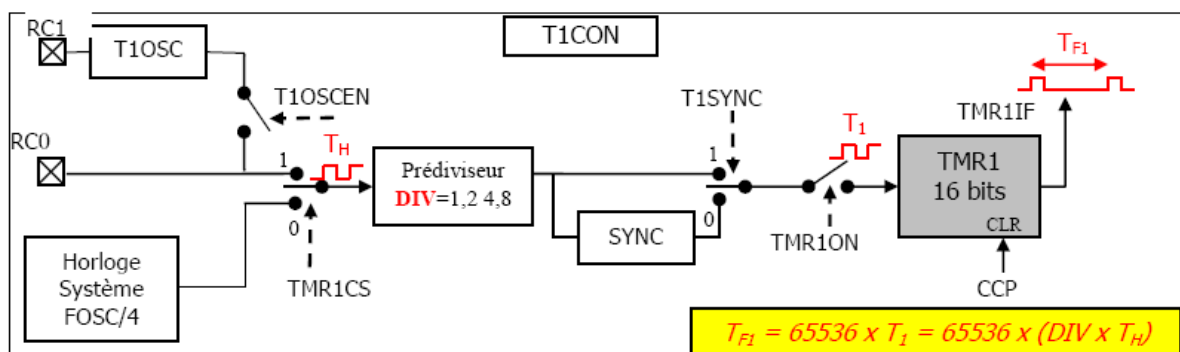 RC1
T1OSC
T1CON
T1OSCEN
RC0
1
0
TH
Prédiviseur
DIV=1,2 4,8
Horloge
Système
FOSC/4
TMR1CS
T1SYNC
1
0
SYNC
T1
TMR1ON
TF1
TMR1IF
TMR1
16 bits
CLR
CCP
TF1 = 65536 x T1 = 65536 x (DIV x TH)